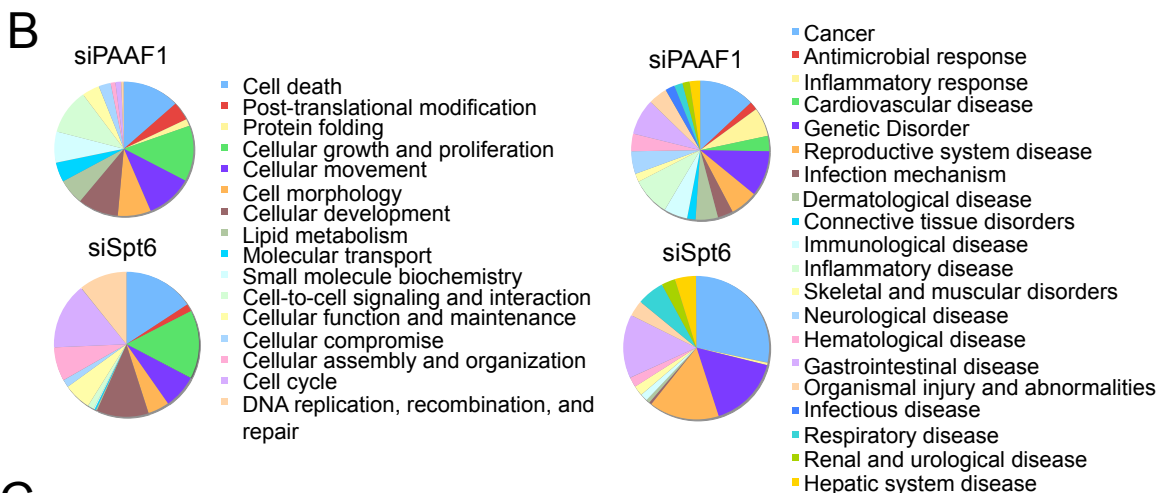 B
siPAAF1
Cell death
Post-translational modification
Protein folding
Cellular growth and proliferation
Cellular movement
Cell morphology
Cellular development
Lipid metabolism
Molecular transport
Small molecule biochemistry
Cell-to-cell signaling and interaction
Cellular function and maintenance
Cellular compromise
Cellular assembly and organization
Cell cycle
DNA replication, recombination, and
repair
siSpt6
siPAAF1
siSpt6
Cancer
Antimicrobial response
Inflammatory response
Cardiovascular disease
Genetic Disorder
Reproductive system disease
Infection mechanism
Dermatological disease
Connective tissue disorders
Immunological disease
Inflammatory disease
Skeletal and muscular disorders
Neurological disease
Hematological disease
Gastrointestinal disease
Organismal injury and abnormalities
Infectious disease
Respiratory disease
Renal and urological disease
Hepatic system disease